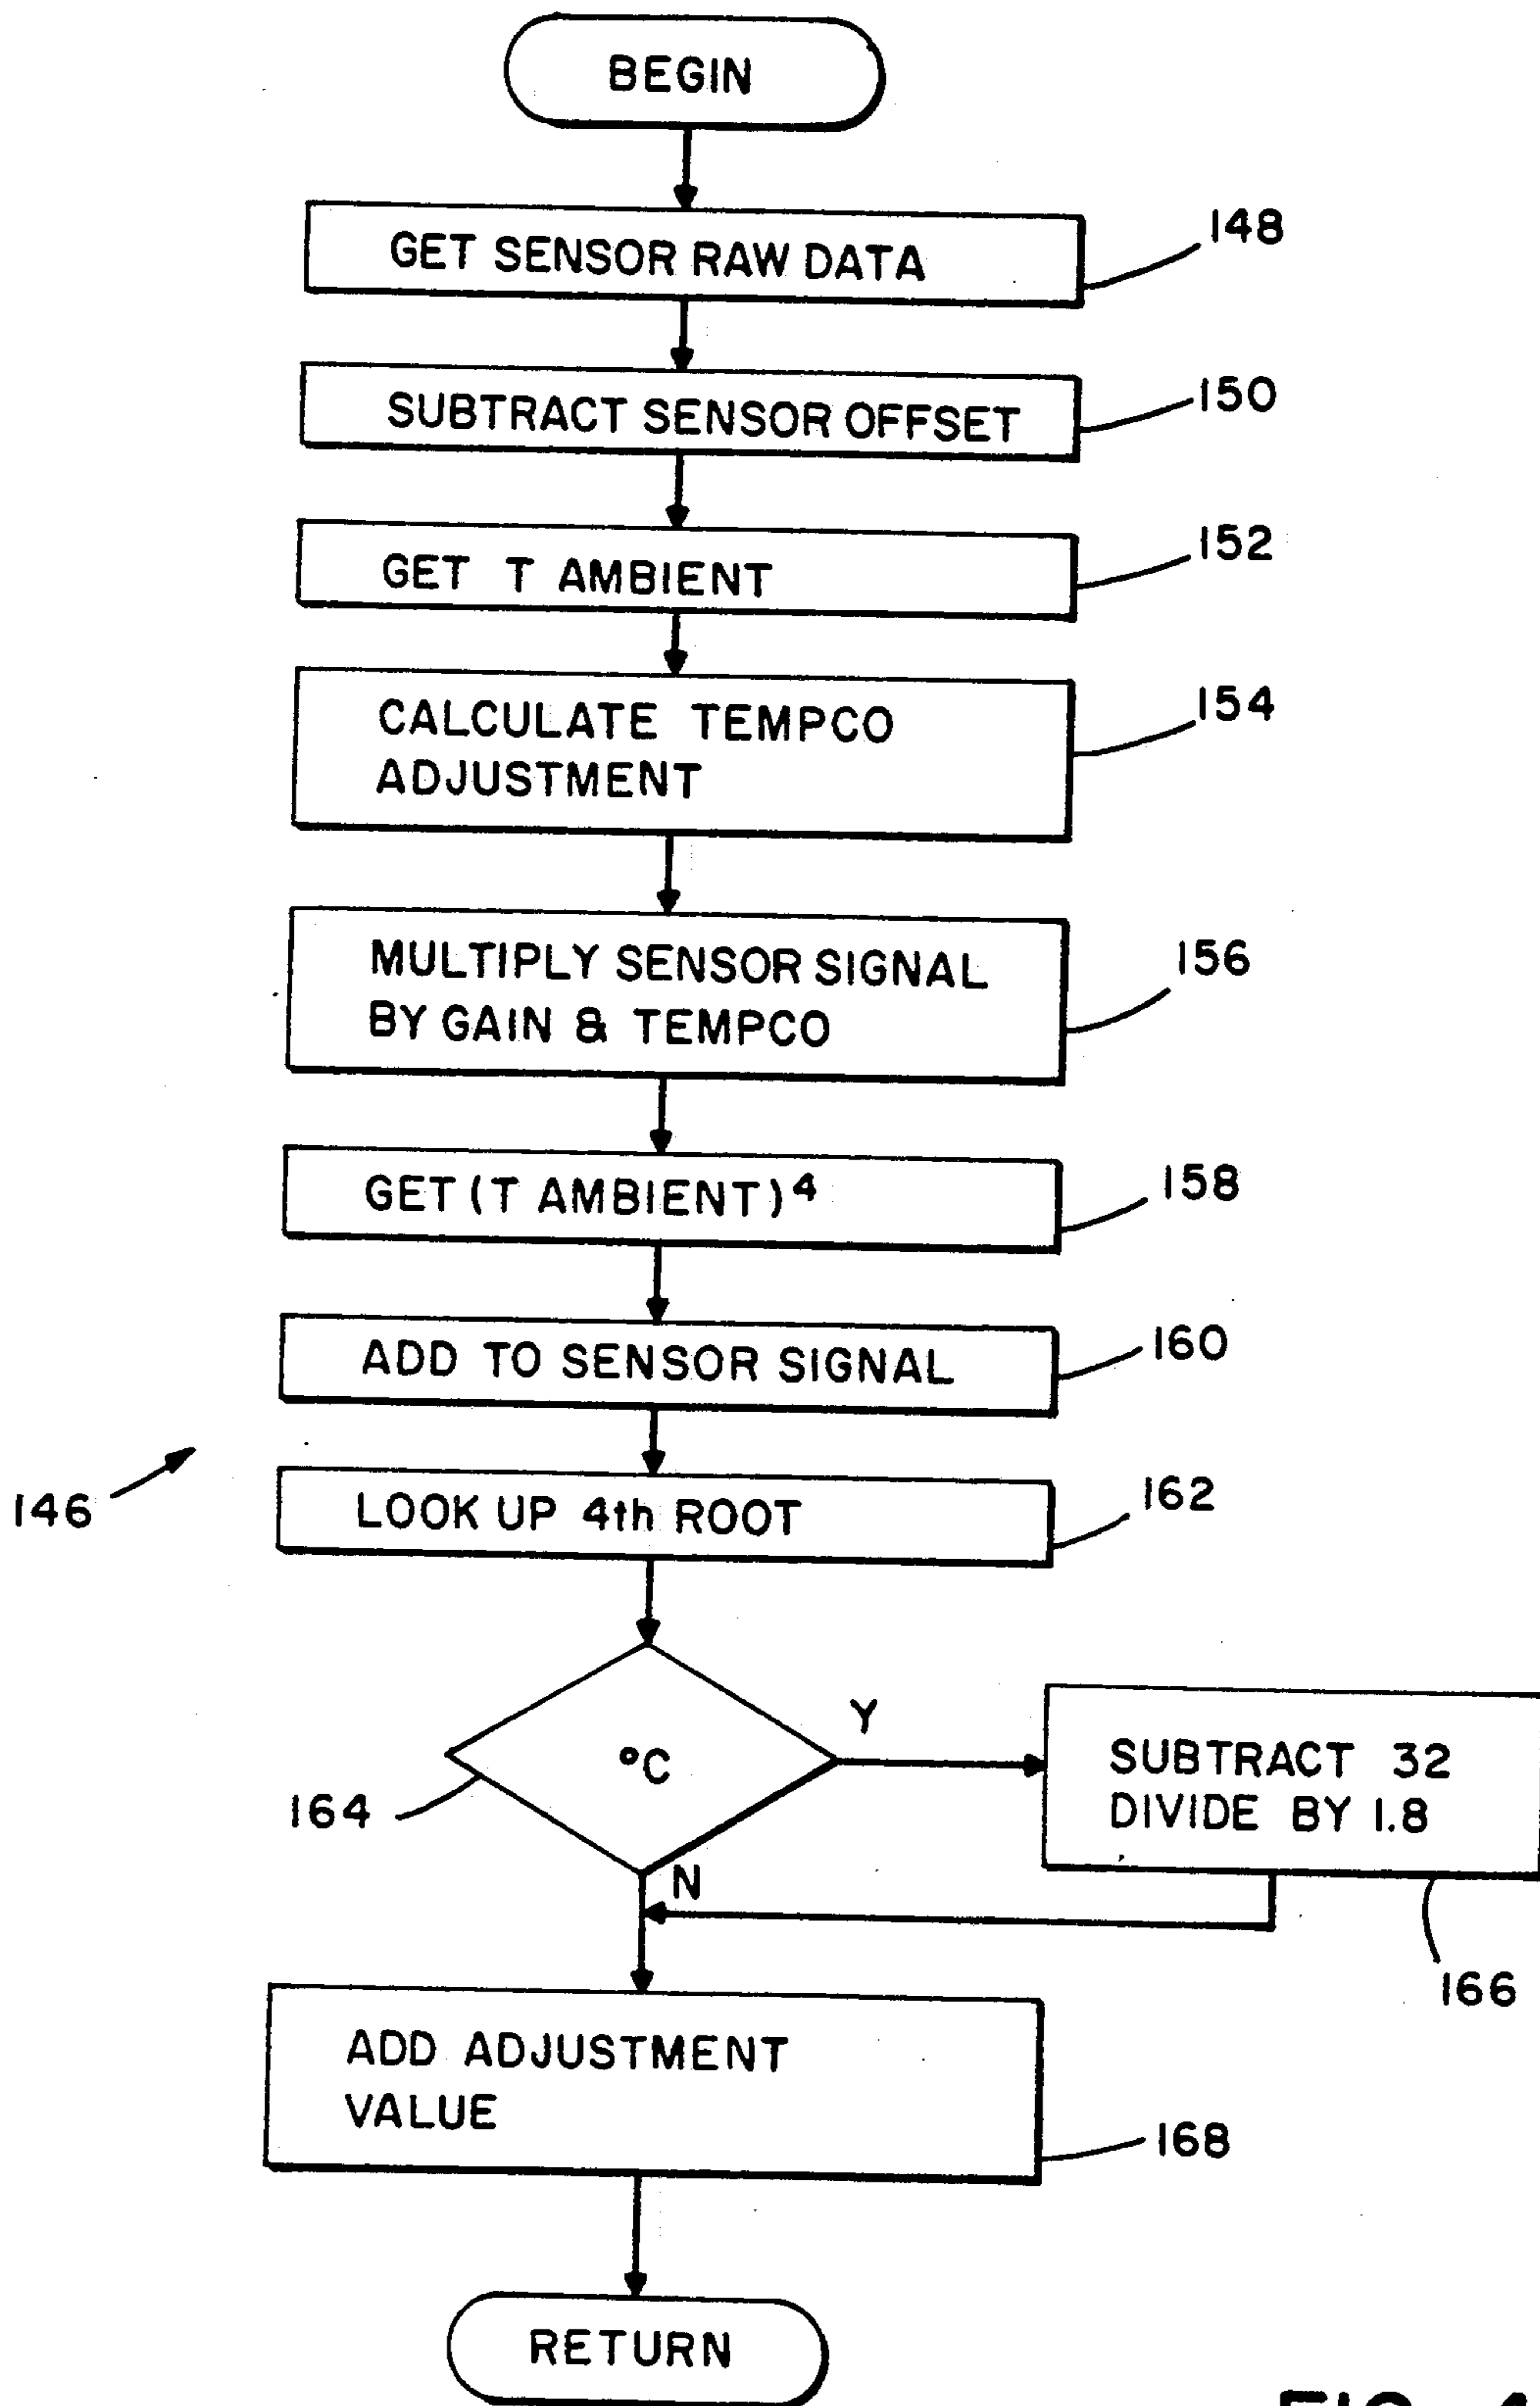 BEGIN
GET SENSOR RAW DATA
148
SUBTRACT SENSOR OFFSET
150
GET T AMBIENT
152
CALCULATE TEMPCO
ADJUSTMENT
154
MULTIPLY SENSOR SIGNAL
BY GAIN & TEMPCO
156
GET (T AMBIENT)⁴
158
ADD TO SENSOR SIGNAL
160
146
LOOK UP 4th ROOT
162
°C
164
Y
SUBTRACT 32
DIVIDE BY 1.8
166
N
ADD ADJUSTMENT
VALUE
168
RETURN